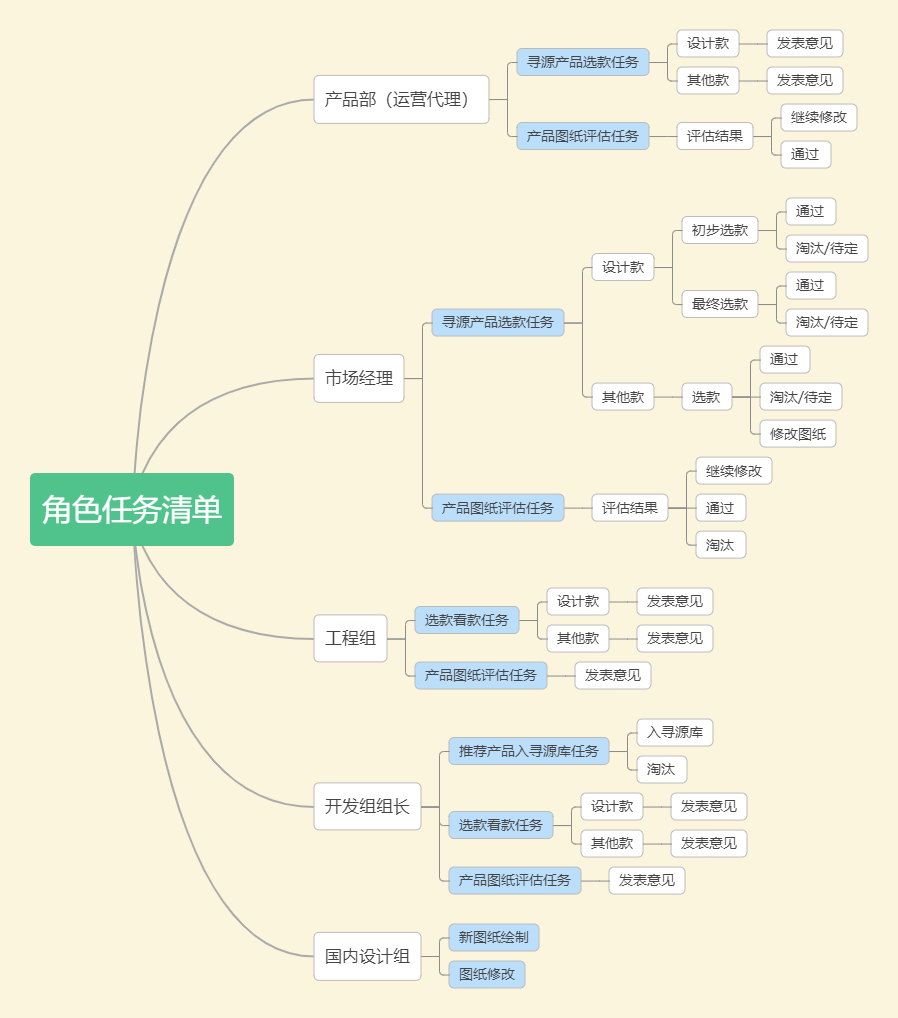 角色任务清单
产品部（运营代理）
寻源产品选款任务
设计款
发表意见
其他款
发表意见
产品图纸评估任务
评估结果
继续修改
通过
市场经理
寻源产品选款任务
设计款
初步选款
通过
淘汰/待定
最终选款
通过
淘汰/待定
其他款
选款
通过
淘汰/待定
修改图纸
产品图纸评估任务
评估结果
继续修改
通过
淘汰
工程组
选款看款任务
设计款
发表意见
其他款
发表意见
产品图纸评估任务
发表意见
开发组组长
推荐产品入寻源库任务
入寻源库
淘汰
选款看款任务
设计款
发表意见
其他款
发表意见
产品图纸评估任务
发表意见
国内设计组
新图纸绘制
图纸修改